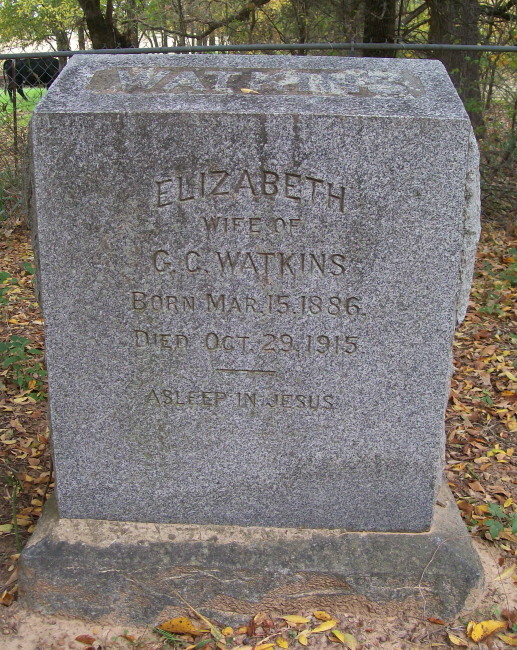 WATKINS
ELIZABETH
WIFE OF
C. C. WATKINS
BORN MAR. 15. 1886.
DIED OCT. 29. 1915.
ASLEEP IN JESUS.